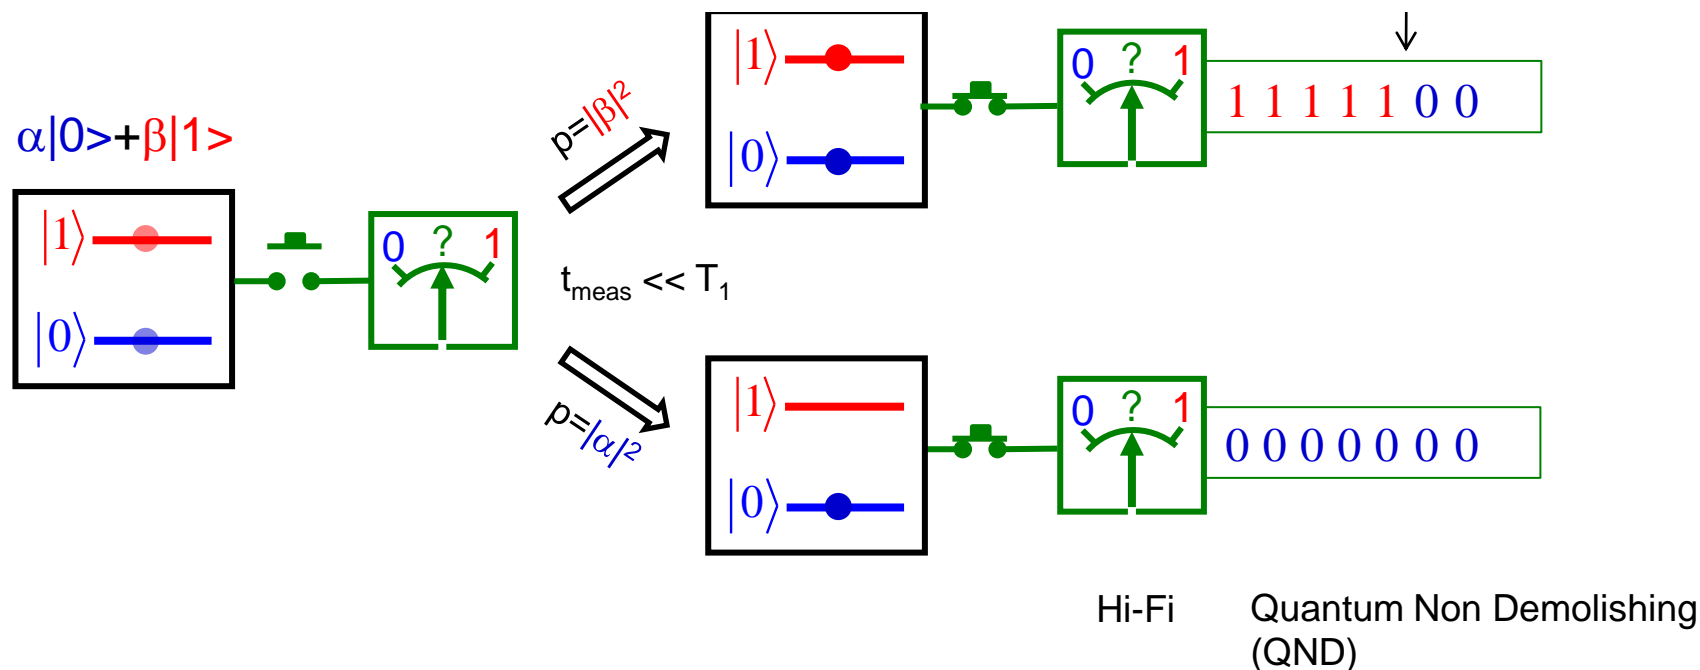 α|0>+β|1>
|1⟩
|0⟩
0 ? 1
p=|β|²
t_meas << T₁
p=|α|²
|1⟩
|0⟩
0 ? 1
1 1 1 1 1 0 0
|1⟩
|0⟩
0 ? 1
0 0 0 0 0 0 0
Hi-Fi
Quantum Non Demolishing
(QND)